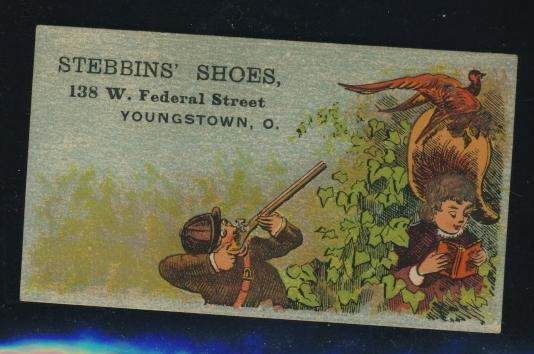 STEBBINS' SHOES,
138 W. Federal Street
YOUNGSTOWN, O.